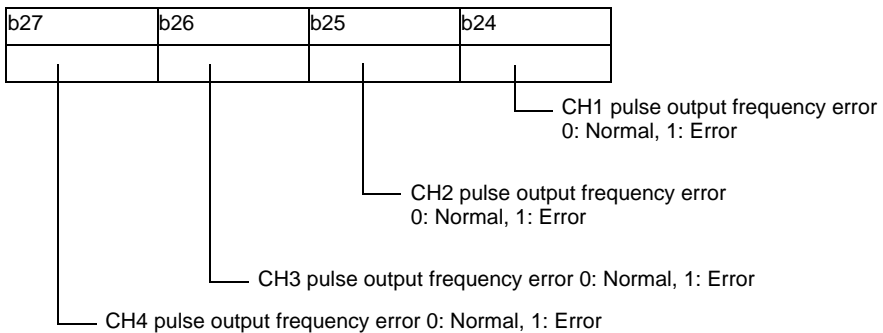 b27 b26 b25 b24
CH1 pulse output frequency error
0: Normal, 1: Error
CH2 pulse output frequency error
0: Normal, 1: Error
CH3 pulse output frequency error 0: Normal, 1: Error
CH4 pulse output frequency error 0: Normal, 1: Error